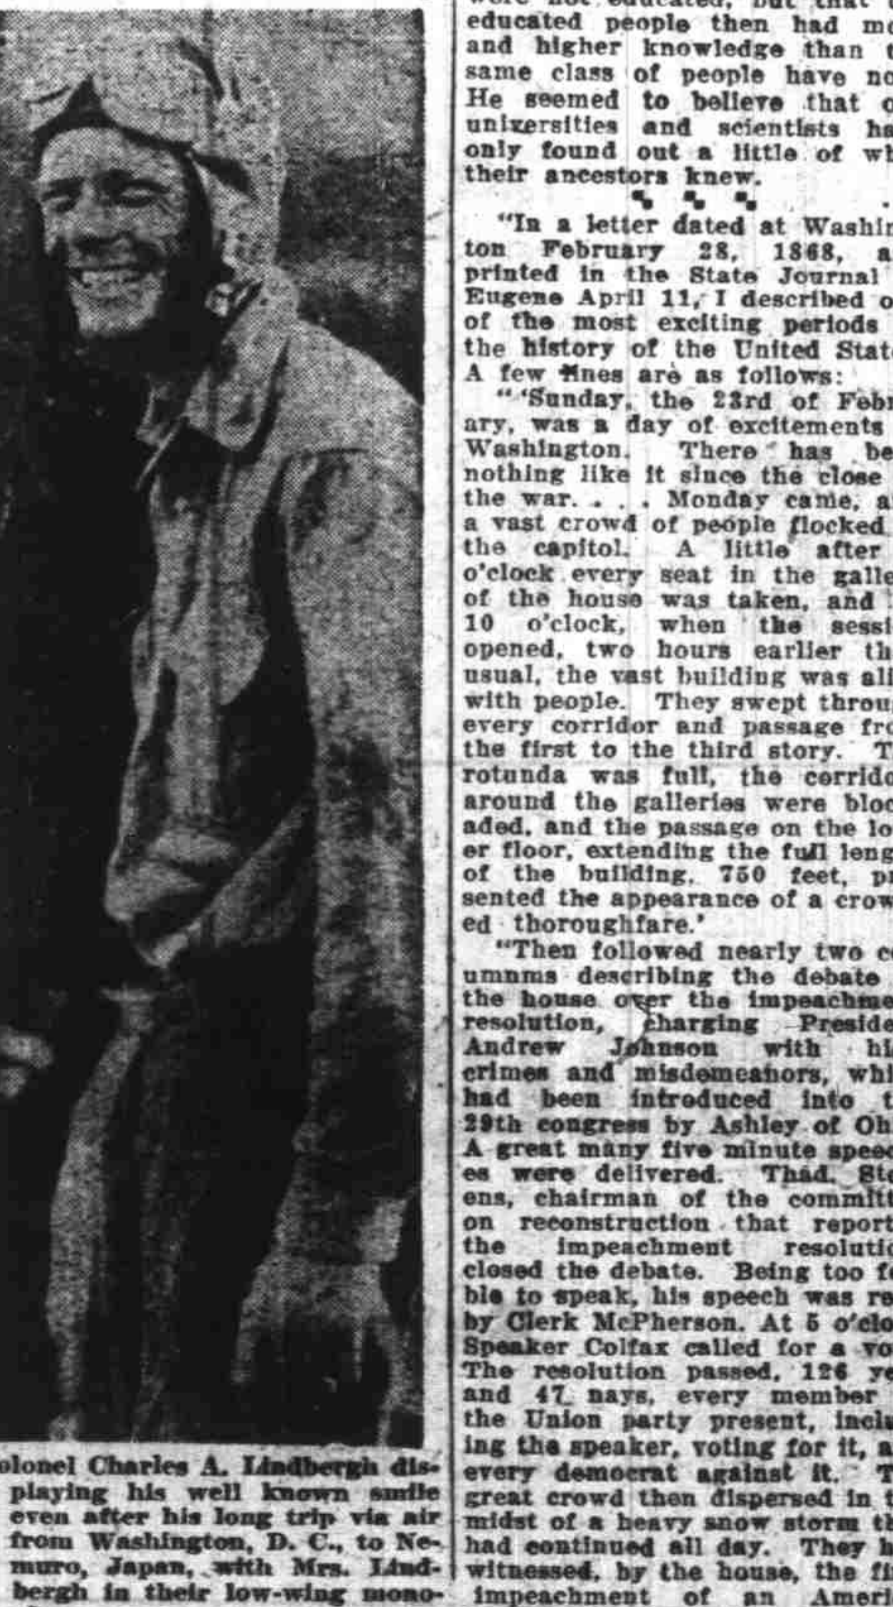 educated people then had
and higher knowledge than
same class of people have
He seemed to believe that
universities and scientists
only found out a little of
their ancestors knew.
"In a letter dated at Washin
ton February 28, 1868, a
printed in the State Journal
Eugene April 11, I described o
of the most exciting periods
the history of the United State
A few lines are as follows:
"'Sunday, the 23rd of Febr
ary, was a day of excitements
Washington. There has be
nothing like it since the close
the war. . . . Monday came, a
a vast crowd of people flocked
the capitol. A little after
o'clock every seat in the galle
of the house was taken, and
10 o'clock, when the sessi
opened, two hours earlier th
usual, the vast building was ali
with people. They swept throu
every corridor and passage fro
the first to the third story. T
rotunda was full, the corrido
around the galleries were bloc
aded, and the passage on the lo
er floor, extending the full leng
of the building, 750 feet, pr
sented the appearance of a crow
ed thoroughfare.'
"Then followed nearly two co
umnms describing the debate
the house over the impeachme
resolution, charging Preside
Andrew Johnson with hi
crimes and misdemeanors, whi
had been introduced into t
29th congress by Ashley of Oh
A great many five minute speec
es were delivered. Thad. Ste
ens, chairman of the committ
on reconstruction that report
the impeachment resolutio
closed the debate. Being too fe
ble to speak, his speech was re
by Clerk McPherson. At 5 o'clo
Speaker Colfax called for a vo
The resolution passed, 126 ye
and 47 nays, every member
the Union party present, inclu
ing the speaker, voting for it, a
every democrat against it. T
great crowd then dispersed in
midst of a heavy snow storm th
had continued all day. They h
witnessed, by the house, the fi
impeachment of an Ameri
olonel Charles A. Lindbergh dis-
playing his well known smile
even after his long trip via air
from Washington, D. C., to Ne-
muro, Japan, with Mrs. Lind-
bergh in their low-wing mono-